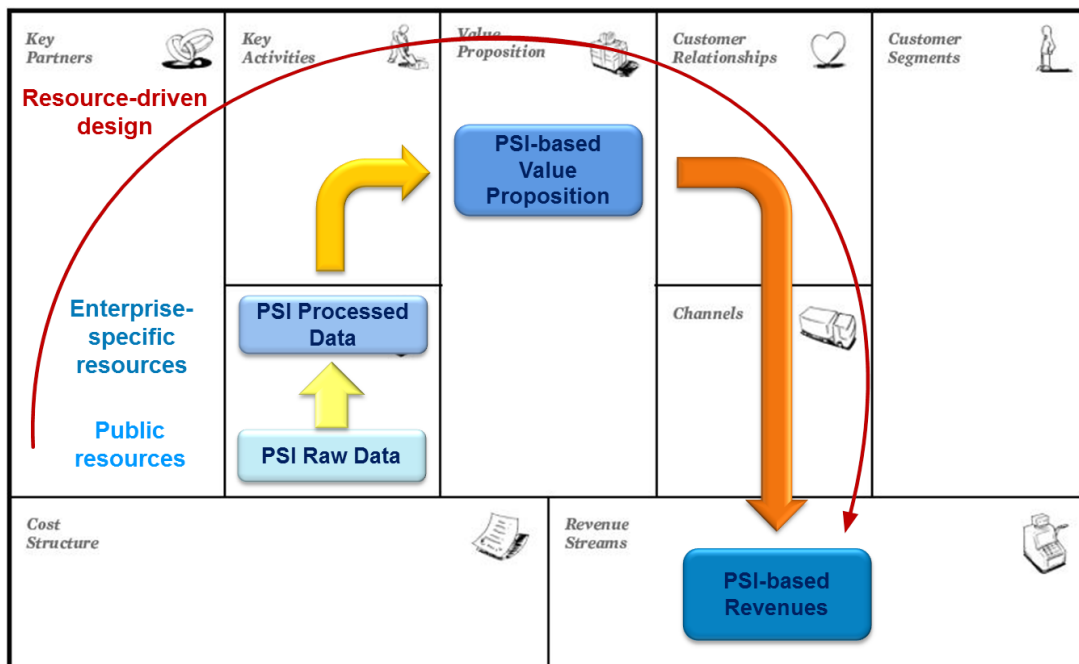 Key
Partners
Key
Activities
Value
Proposition
Customer
Relationships
Customer
Segments
Resource-driven
design
PSI-based
Value
Proposition
Enterprise-
specific
resources
PSI Processed
Data
Channels
Public
resources
PSI Raw Data
Cost
Structure
Revenue
Streams
PSI-based
Revenues